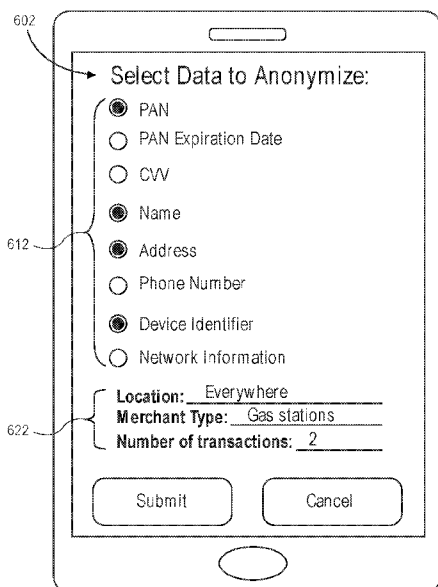 602
Select Data to Anonymize:
PAN
PAN Expiration Date
CVV
Name
612
Address
Phone Number
Device Identifier
Network Information
Location: Everywhere
Merchant Type: Gas stations
622
Number of transactions: 2
Submit Cancel